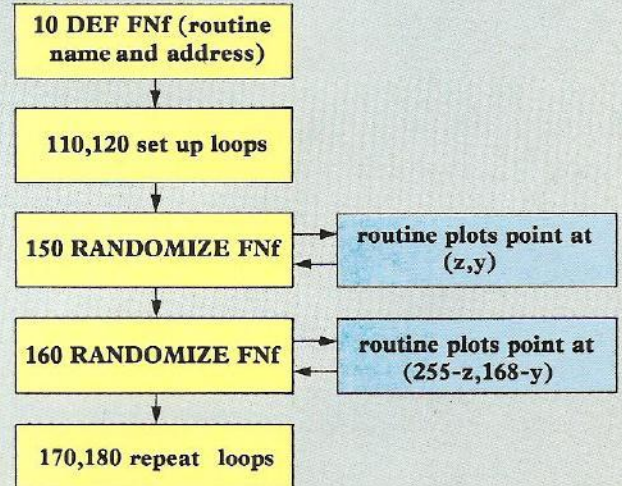 10 DEF FNf (routine
name and address)
110,120 set up loops
150 RANDOMIZE FNf
routine plots point at
(z,y)
160 RANDOMIZE FNf
routine plots point at
(255-z,168-y)
170,180 repeat loops